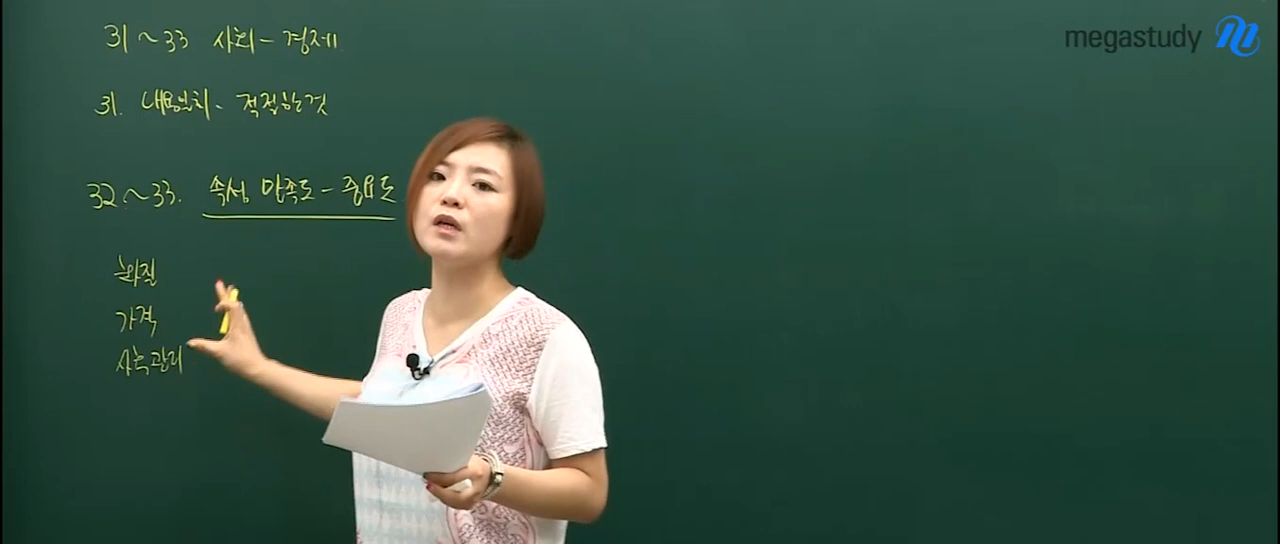 31~33 사회-경제
megastudy
31. 내용일치- 적절한것
32~33. 속성 만족도-중요도
화질
가격
사후관리